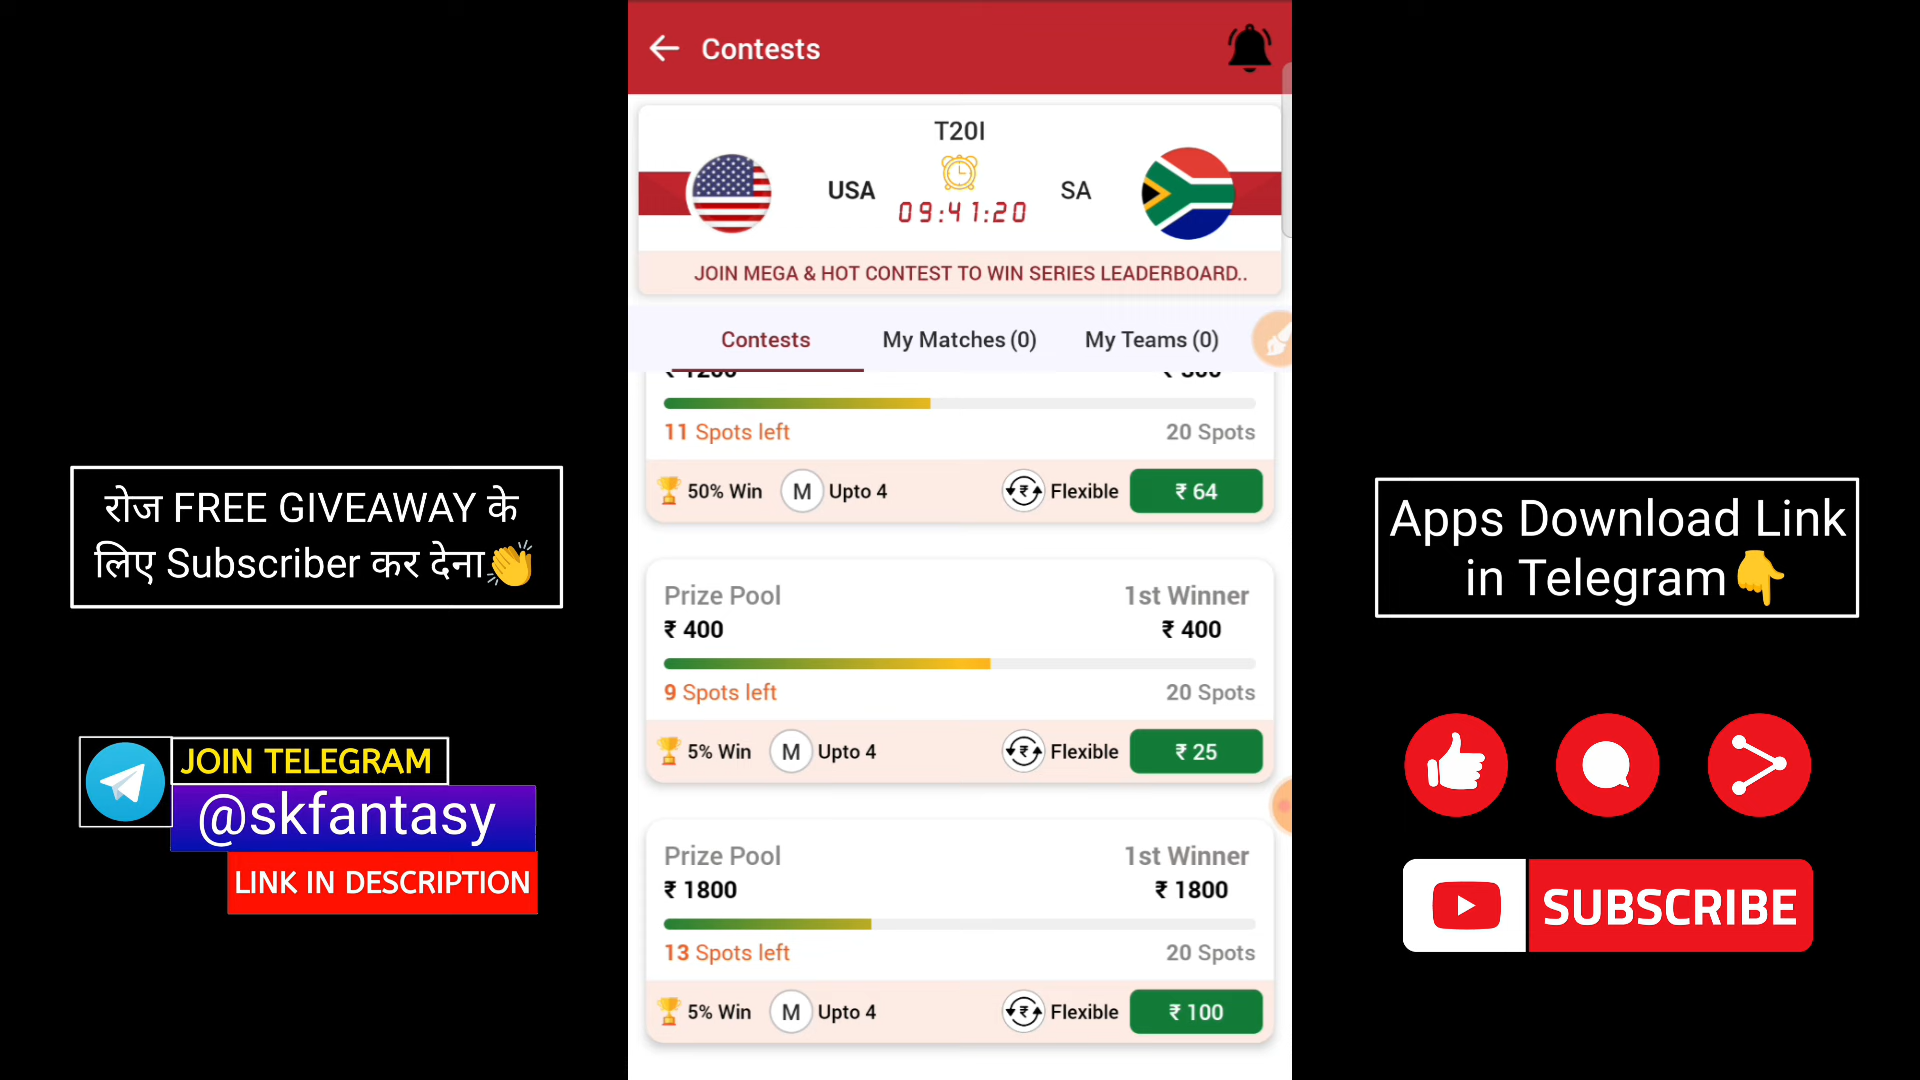 Contests
T20I
USA
09:41:20
SA
JOIN MEGA & HOT CONTEST TO WIN SERIES LEADERBOARD..
Contests
My Matches (0)
My Teams (0)
11 Spots left
20 Spots
50% Win
M
Upto 4
Flexible
₹ 64
Prize Pool
1st Winner
₹ 400
₹ 400
9 Spots left
20 Spots
5% Win
M
Upto 4
Flexible
₹ 25
Prize Pool
1st Winner
₹ 1800
₹ 1800
13 Spots left
20 Spots
5% Win
M
Upto 4
Flexible
₹ 100
रोज FREE GIVEAWAY के
लिए Subscriber कर देना👏
JOIN TELEGRAM
@skfantasy
LINK IN DESCRIPTION
Apps Download Link
in Telegram👇
SUBSCRIBE